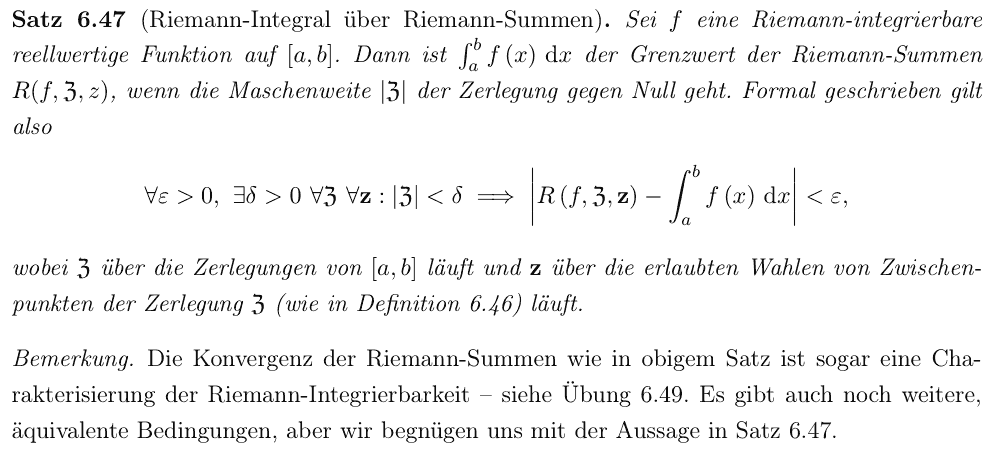 Satz 6.47 (Riemann-Integral über Riemann-Summen). Sei f eine Riemann-integrierbare
reellwertige Funktion auf [a, b]. Dann ist ∫_a^b f (x) dx der Grenzwert der Riemann-Summen
R(f, ℨ, z), wenn die Maschenweite |ℨ| der Zerlegung gegen Null geht. Formal geschrieben gilt
also
∀ε > 0, ∃δ > 0 ∀ℨ ∀z : |ℨ| < δ ⟹ |R (f, ℨ, z) − ∫_a^b f (x) dx| < ε,
wobei ℨ über die Zerlegungen von [a, b] läuft und z über die erlaubten Wahlen von Zwischen-
punkten der Zerlegung ℨ (wie in Definition 6.46) läuft.
Bemerkung. Die Konvergenz der Riemann-Summen wie in obigem Satz ist sogar eine Cha-
rakterisierung der Riemann-Integrierbarkeit – siehe Übung 6.49. Es gibt auch noch weitere,
äquivalente Bedingungen, aber wir begnügen uns mit der Aussage in Satz 6.47.